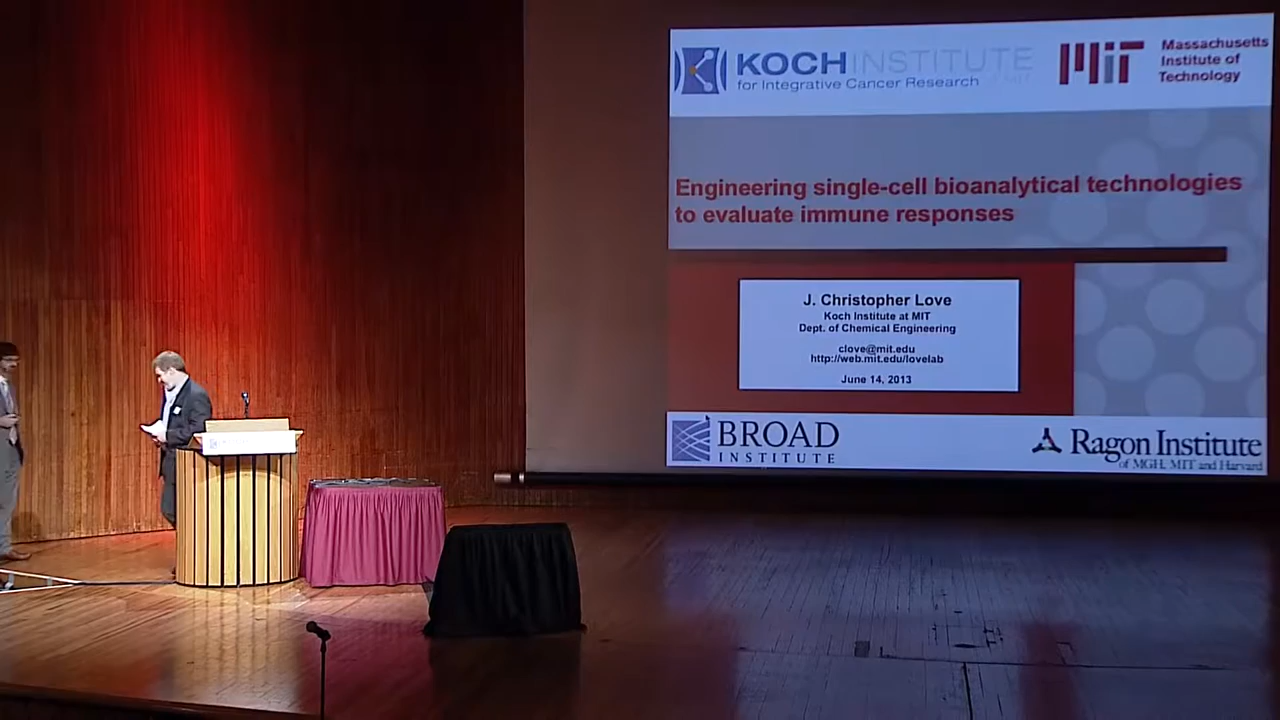 KOCH INSTITUTE
for Integrative Cancer Research
Massachusetts
Institute of
Technology
MIT
Engineering single-cell bioanalytical technologies
to evaluate immune responses
J. Christopher Love
Koch Institute at MIT
Dept. of Chemical Engineering
clove@mit.edu
http://web.mit.edu/lovelab
June 14, 2013
BROAD
INSTITUTE
Ragon Institute
of MGH, MIT and Harvard